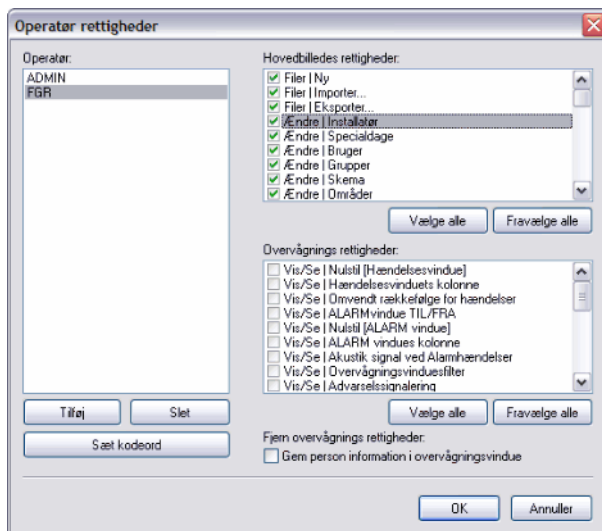 Operatør rettigheder
Operatør:
ADMIN
FGR
Tilføj
Slet
Sæt kodeord
Hovedbilledes rettigheder:
Filer | Ny
Filer | Importer...
Filer | Eksporter...
Ændre | Installatør
Ændre | Specialdage
Ændre | Bruger
Ændre | Grupper
Ændre | Skema
Ændre | Områder
Vælge alle
Fravælge alle
Overvågnings rettigheder:
Vis/Se | Nulstil [Hændelsesvindue]
Vis/Se | Hændelsesvinduets kolonne
Vis/Se | Omvendt rækkefølge for hændelser
Vis/Se | ALARMvindue TIL/FRA
Vis/Se | Nulstil [ALARM vindue]
Vis/Se | ALARM vindues kolonne
Vis/Se | Akustik signal ved Alarmhændelser
Vis/Se | Overvågningsvinduesfilter
Vis/Se | Advarselssignalering
Vælge alle
Fravælge alle
Fjern overvågnings rettigheder:
Gem person information i overvågningsvindue
OK
Annuller